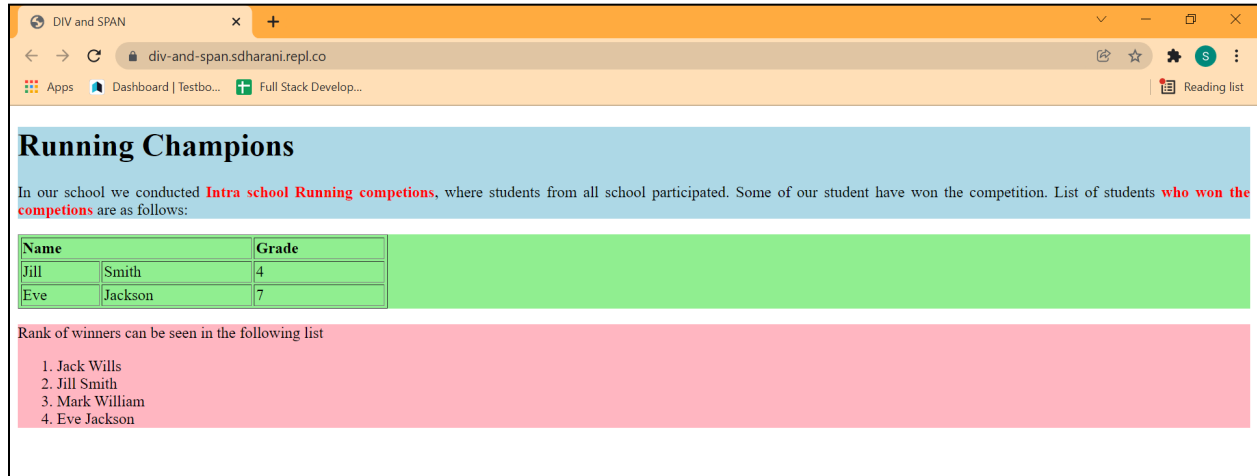 DIV and SPAN
div-and-span.sdharani.repl.co
S
Apps Dashboard | Testbo... Full Stack Develop... Reading list
Running Champions
In our school we conducted Intra school Running competions, where students from all school participated. Some of our student have won the competition. List of students who won the
competions are as follows:
Name Grade
Jill Smith 4
Eve Jackson 7
Rank of winners can be seen in the following list
1. Jack Wills
2. Jill Smith
3. Mark William
4. Eve Jackson